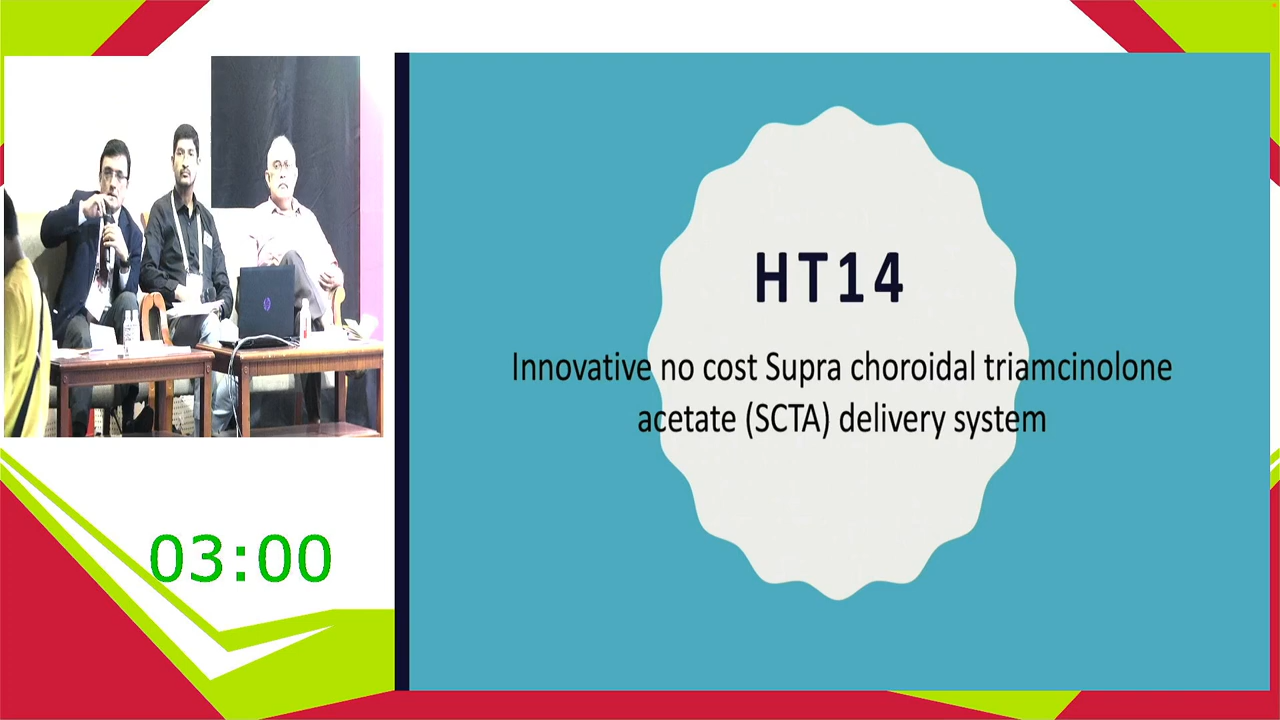 HT14
Innovative no cost Supra choroidal triamcinolone
acetate (SCTA) delivery system
03:00